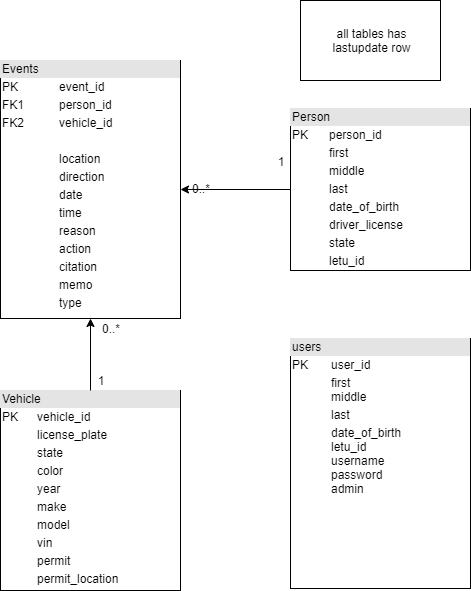 all tables has
lastupdate row
Events
PK event_id
FK1 person_id
FK2 vehicle_id
location
direction
date
time
reason
action
citation
memo
type
Person
PK person_id
first
middle
last
date_of_birth
driver_license
state
letu_id
1
0..*
0..*
1
Vehicle
PK vehicle_id
license_plate
state
color
year
make
model
vin
permit
permit_location
users
PK user_id
first
middle
last
date_of_birth
letu_id
username
password
admin